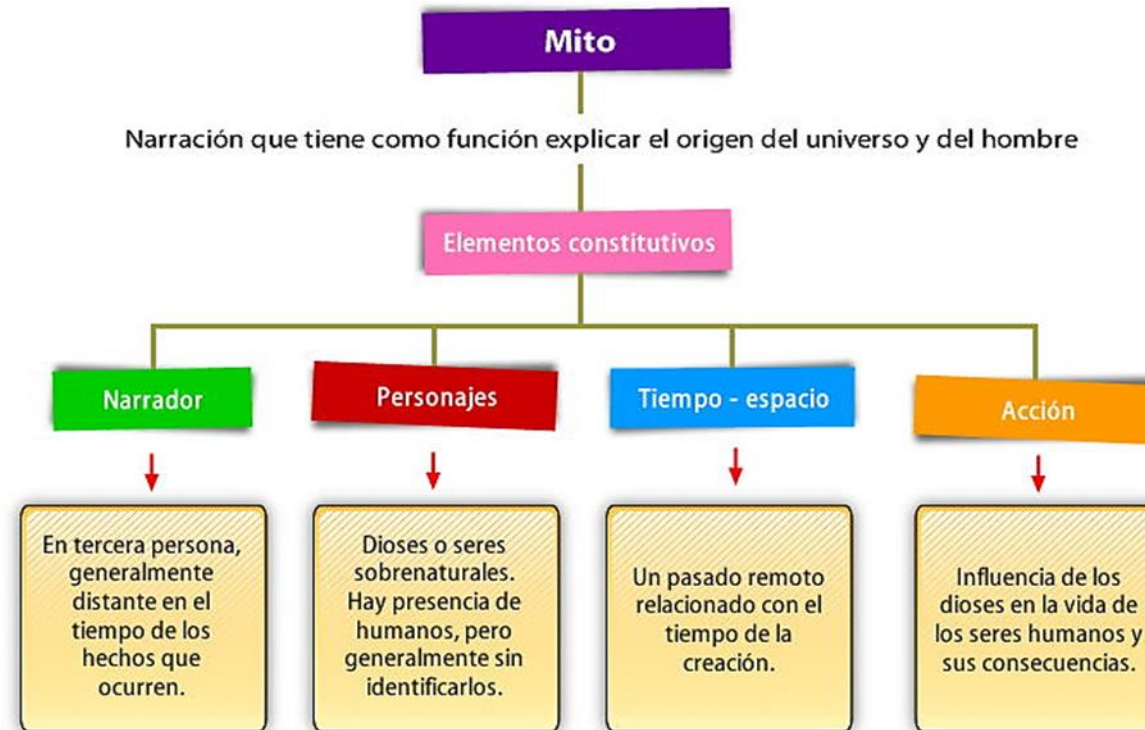 Mito
Narración que tiene como función explicar el origen del universo y del hombre
Elementos constitutivos
Narrador
Personajes
Tiempo - espacio
Acción
En tercera persona,
generalmente
distante en el
tiempo de los
hechos que
ocurren.
Dioses o seres
sobrenaturales.
Hay presencia de
humanos, pero
generalmente sin
identificarlos.
Un pasado remoto
relacionado con el
tiempo de la
creación.
Influencia de los
dioses en la vida de
los seres humanos y
sus consecuencias.